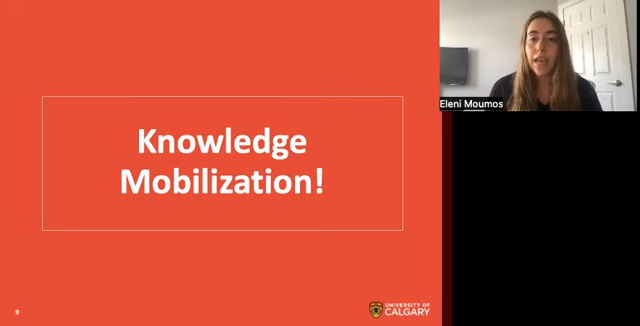 Knowledge
Mobilization!
9
UNIVERSITY OF
CALGARY
Eleni Moumos